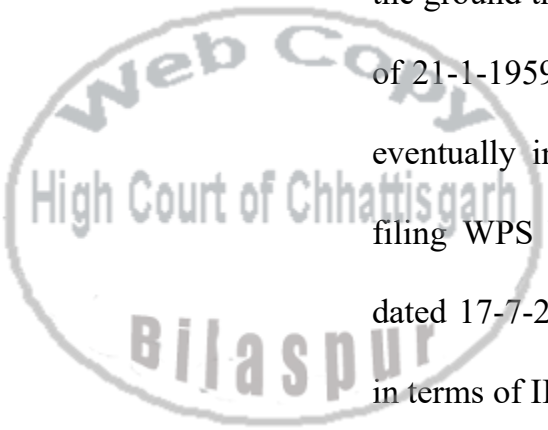 the ground th
of 21-1-1959
eventually in
filing WPS
dated 17-7-2
in terms of I
Web Copy
High Court of Chhattisgarh
Bilaspur